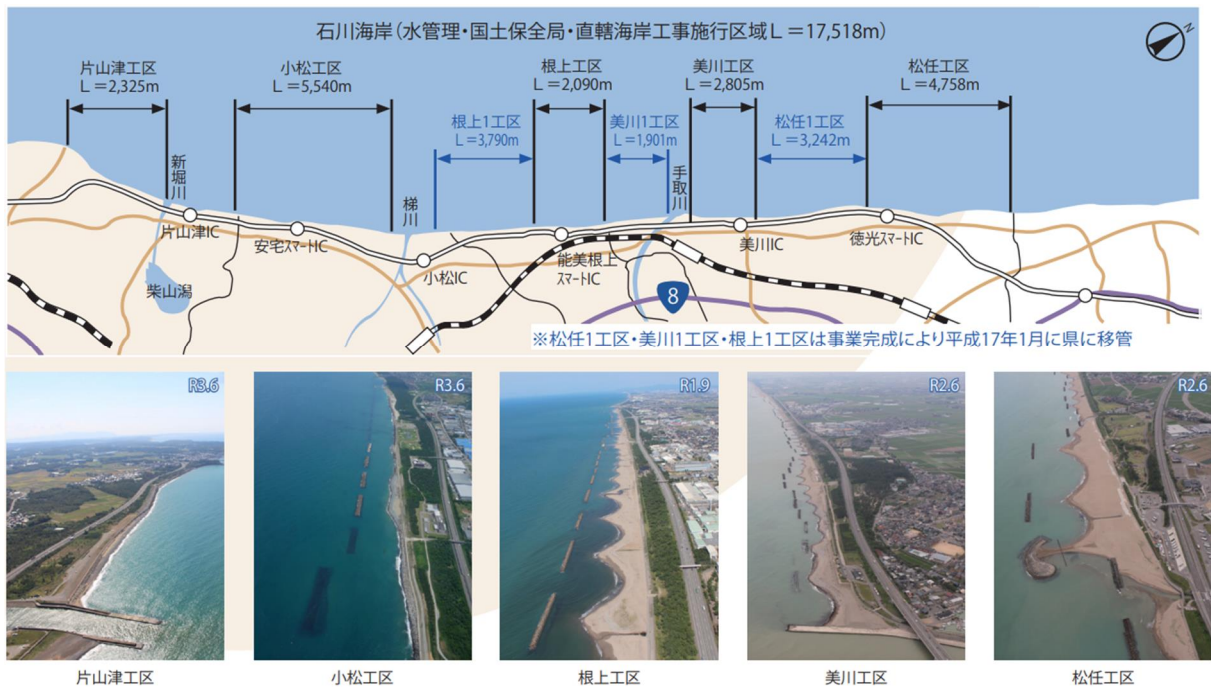 石川海岸（水管理・国土保全局・直轄海岸工事施行区域Ｌ＝17,518m）
N
片山津工区
Ｌ＝2,325m
小松工区
Ｌ＝5,540m
根上工区
Ｌ＝2,090m
美川工区
Ｌ＝2,805m
松任工区
Ｌ＝4,758m
根上1工区
Ｌ＝3,790m
美川1工区
Ｌ＝1,901m
松任1工区
Ｌ＝3,242m
新堀川
梯川
手取川
片山津IC
安宅ｽﾏｰﾄIC
小松IC
能美根上
ｽﾏｰﾄIC
美川IC
徳光ｽﾏｰﾄIC
柴山潟
8
※松任1工区・美川1工区・根上1工区は事業完成により平成17年1月に県に移管
R3.6
R3.6
R1.9
R2.6
R2.6
片山津工区
小松工区
根上工区
美川工区
松任工区